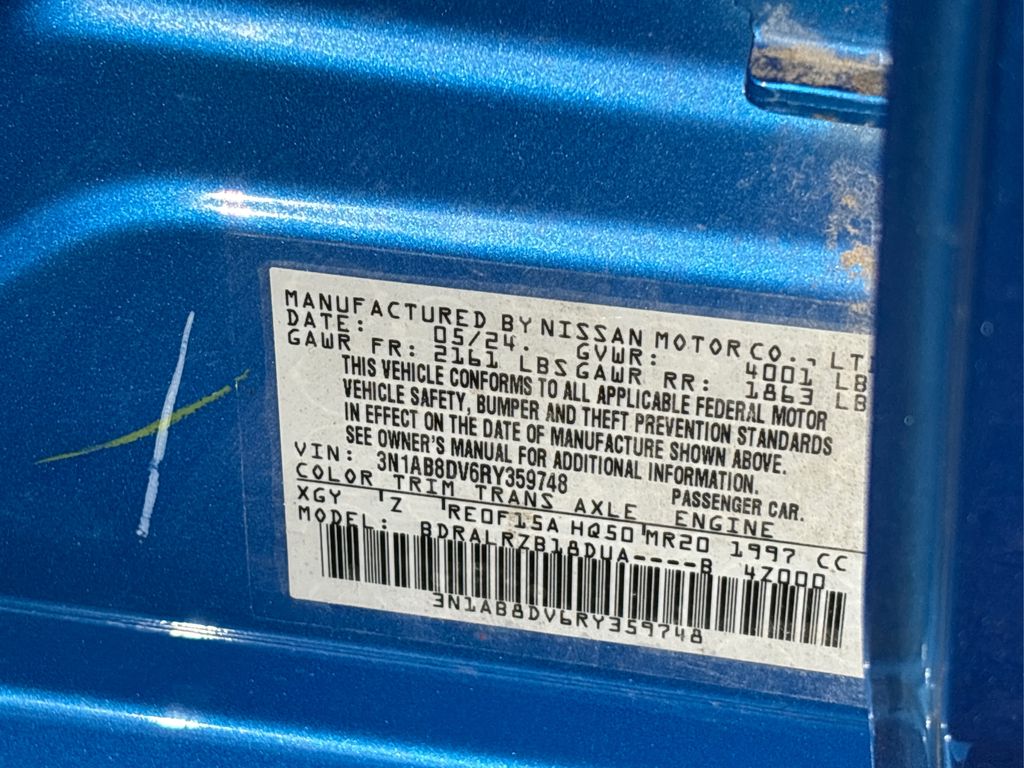 MANUFACTURED BY NISSAN MOTOR CO., LT
DATE: 05/24. GVWR: 4001 LB
GAWR FR: 2161 LBS GAWR RR: 1863 LB
THIS VEHICLE CONFORMS TO ALL APPLICABLE FEDERAL MOTOR
VEHICLE SAFETY, BUMPER AND THEFT PREVENTION STANDARDS
IN EFFECT ON THE DATE OF MANUFACTURE SHOWN ABOVE.
SEE OWNER'S MANUAL FOR ADDITIONAL INFORMATION.
VIN: 3N1AB8DV6RY359748 PASSENGER CAR.
COLOR TRIM TRANS AXLE ENGINE
XGY Z RE0F15A HQ50 MR20 1997 CC
MODEL: BDRALRZB18DUA----B 4Z000
3N1AB8DV6RY359748